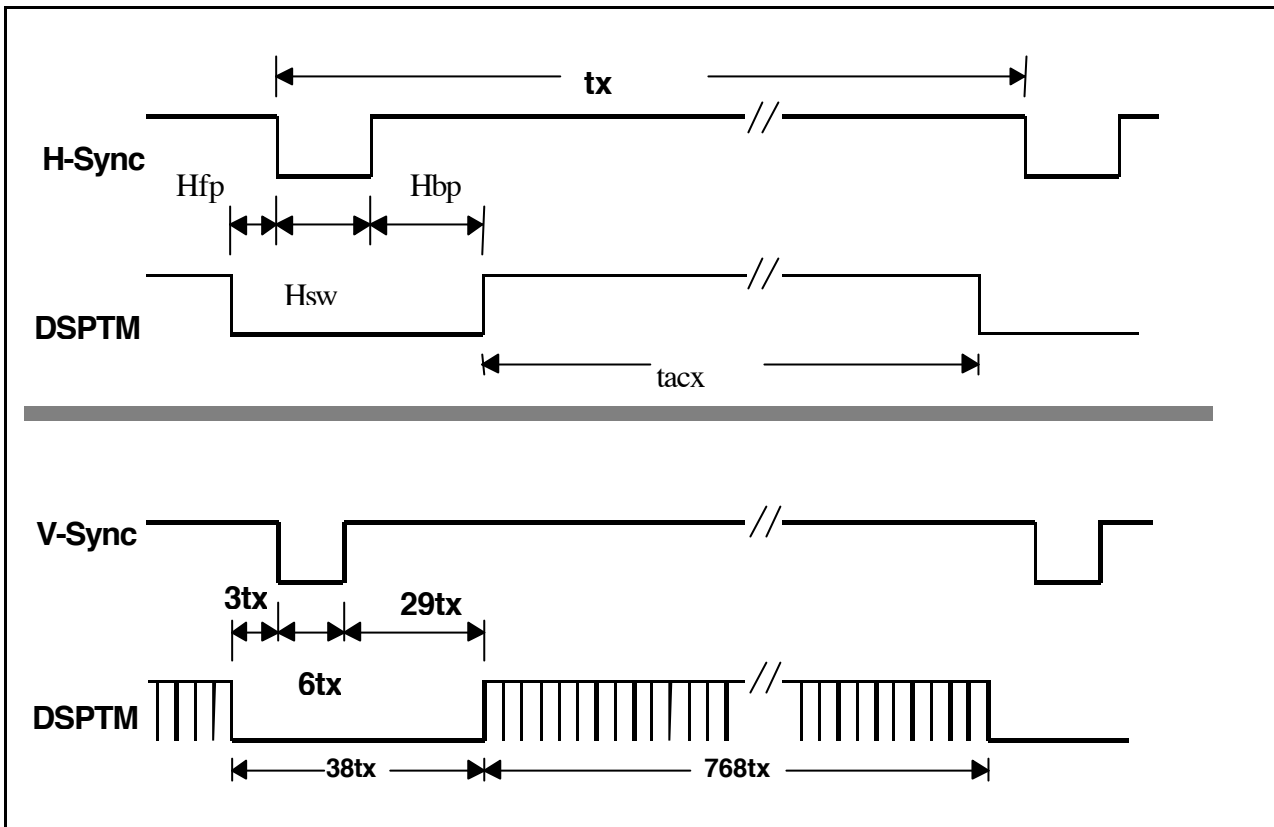 tx
H-Sync
Hfp
Hbp
Hsw
DSPTM
tacx
V-Sync
3tx
29tx
6tx
DSPTM
38tx
768tx